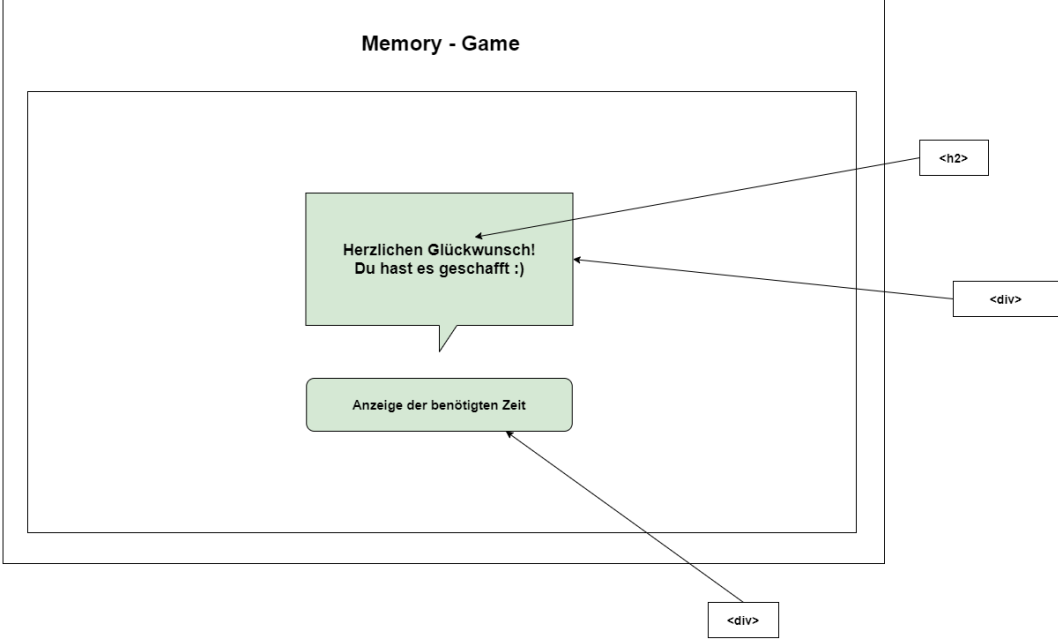 Memory - Game
<h2>
Herzlichen Glückwunsch!
Du hast es geschafft :)
<div>
Anzeige der benötigten Zeit
<div>